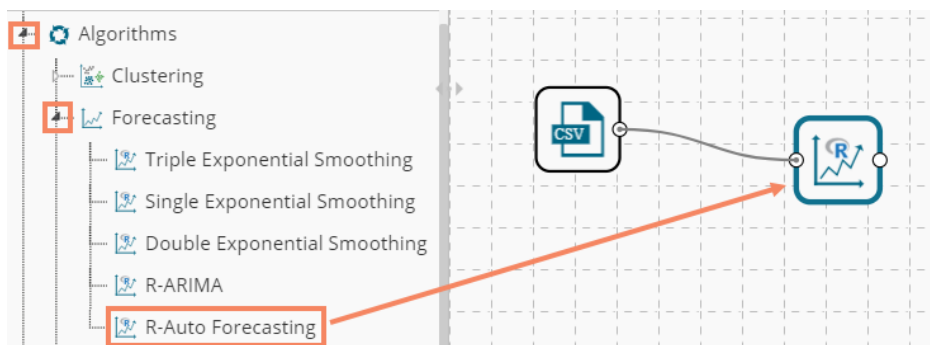 Algorithms
Clustering
Forecasting
Triple Exponential Smoothing
Single Exponential Smoothing
Double Exponential Smoothing
R-ARIMA
R-Auto Forecasting
CSV
R